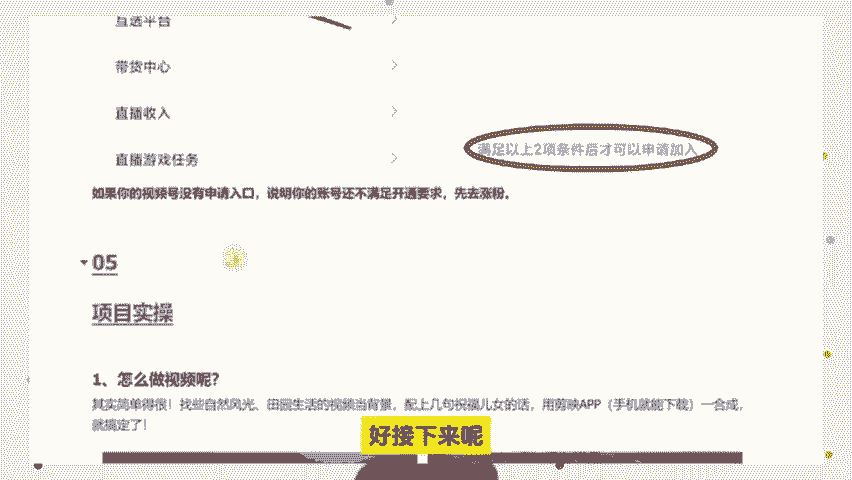 互选平台
带货中心
直播收入
直播游戏任务
满足以上2项条件后才可以申请加入
如果你的视频号没有申请入口，说明你的账号还不满足开通要求，先去涨粉。
05
项目实操
1、怎么做视频呢？
其实简单得很！找些自然风光、田园生活的视频当背景，配上几句祝福儿女的话，用剪映APP（手机就能下载）一合成，
就搞定了！
好接下来呢